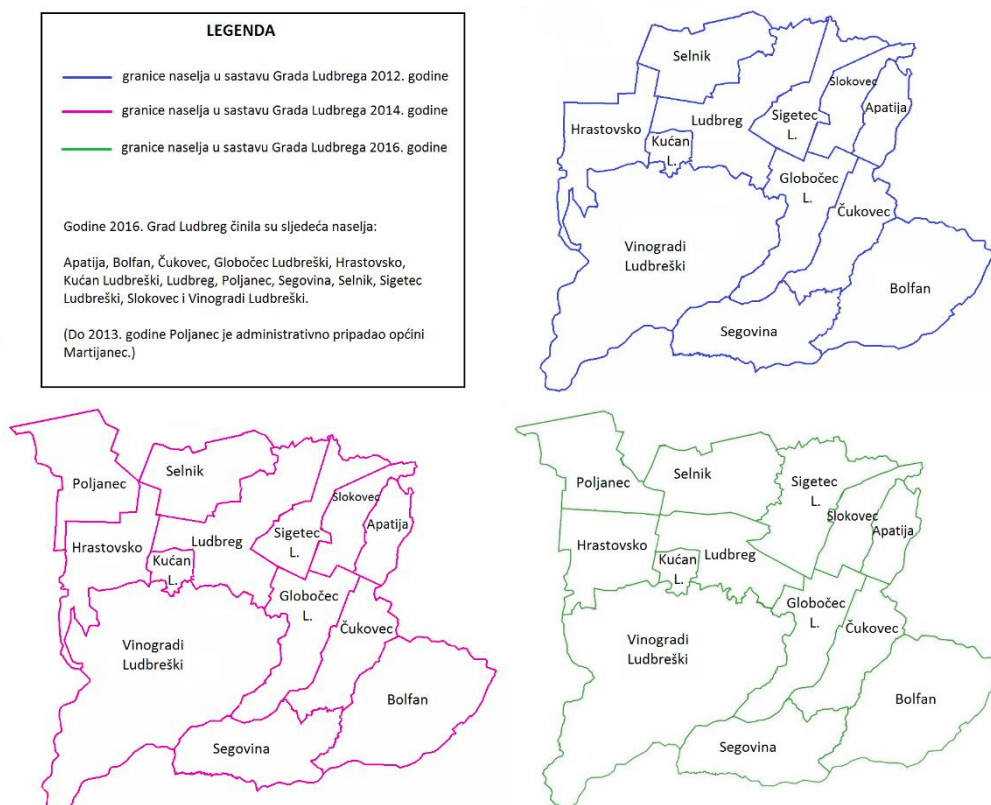 LEGENDA
granice naselja u sastavu Grada Ludbrega 2012. godine
granice naselja u sastavu Grada Ludbrega 2014. godine
granice naselja u sastavu Grada Ludbrega 2016. godine
Godine 2016. Grad Ludbreg činila su sljedeća naselja:
Apatija, Bolfan, Čukovec, Globočec Ludbreški, Hrastovsko,
Kućan Ludbreški, Ludbreg, Poljanec, Segovina, Selnik, Sigetec
Ludbreški, Slokovec i Vinogradi Ludbreški.
(Do 2013. godine Poljanec je administrativno pripadao općini
Martijanec.)
Selnik
Slokovec
Apatija
Ludbreg
Sigetec
L.
Hrastovsko
Kućan
L.
Globočec
L.
Čukovec
Vinogradi
Ludbreški
Bolfan
Segovina
Poljanec
Selnik
Slokovec
Apatija
Sigetec
L.
Hrastovsko
Ludbreg
Kućan
L.
Globočec
L.
Čukovec
Vinogradi
Ludbreški
Bolfan
Segovina
Poljanec
Selnik
Sigetec
L.
Slokovec
Apatija
Hrastovsko
Ludbreg
Kućan
L.
Globočec
L.
Čukovec
Vinogradi
Ludbreški
Bolfan
Segovina